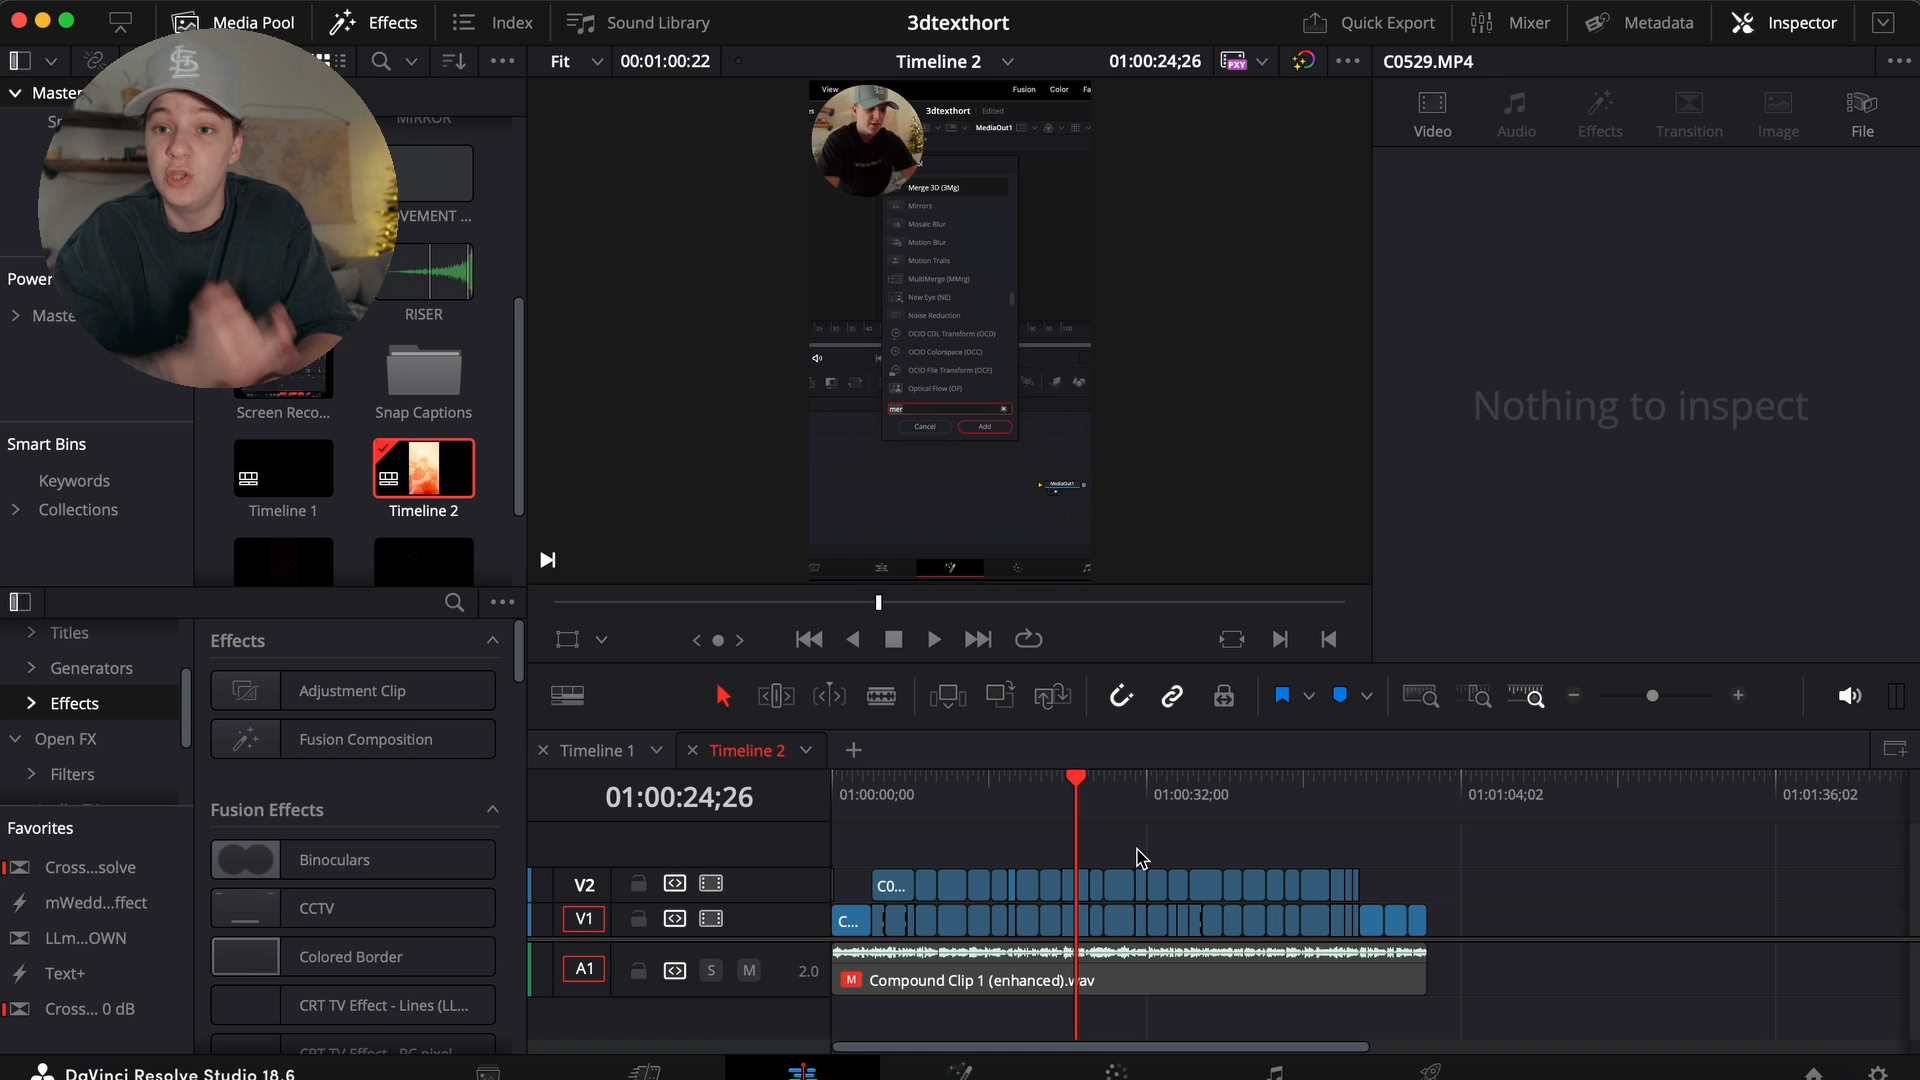 Media Pool
Effects
Index
Sound Library
3dtexthort
Quick Export
Mixer
Metadata
Inspector
Fit
00:01:00:22
Timeline 2
01:00:24;26
PXY
C0529.MP4
Master
MIRROR
OVEMENT ...
Power
RISER
Maste
Screen Reco...
Snap Captions
Smart Bins
Keywords
Collections
Timeline 1
Timeline 2
View
Fusion
Color
Fa
3dtexthort
Edited
MediaOut1
Merge 3D (3Mg)
Mirrors
Mosaic Blur
Motion Blur
Motion Trails
MultiMerge (MMrg)
New Eye (NE)
Noise Reduction
OCIO CDL Transform (OCD)
OCIO Colorspace (OCC)
OCIO File Transform (OCF)
Optical Flow (OF)
mer
Cancel
Add
MediaOut1
Video
Audio
Effects
Transition
Image
File
Nothing to inspect
Titles
Generators
Effects
Open FX
Filters
Favorites
Cross...solve
mWedd...ffect
LLm...OWN
Text+
Cross... 0 dB
Effects
Adjustment Clip
Fusion Composition
Fusion Effects
Binoculars
CCTV
Colored Border
CRT TV Effect - Lines (LL...
CRT TV Effect - PC pixel
Timeline 1
Timeline 2
01:00:24;26
01:00:00;00
01:00:32;00
01:01:04;02
01:01:36;02
V2
C0...
V1
C...
A1
S
M
2.0
M
Compound Clip 1 (enhanced).wav
DaVinci Resolve Studio 18.6